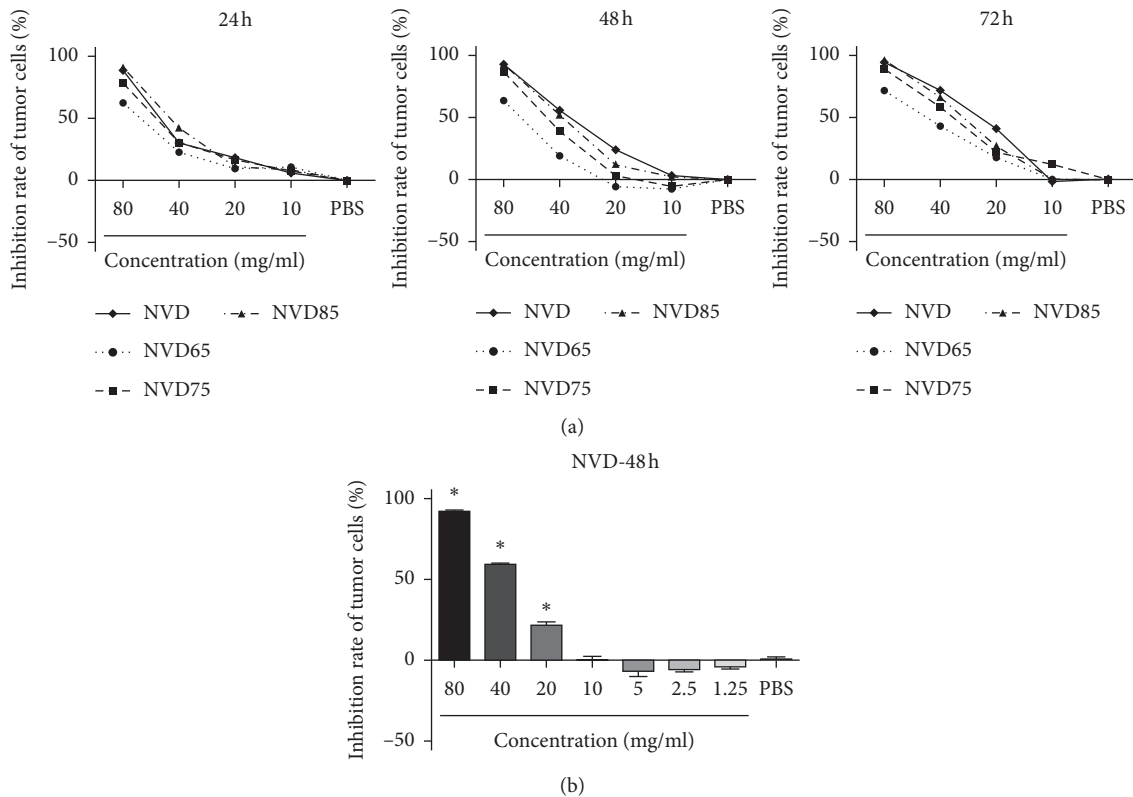 24 h
Inhibition rate of tumor cells (%)
100
50
0
−50
80 40 20 10 PBS
Concentration (mg/ml)
NVD NVD85
NVD65
NVD75
48 h
Inhibition rate of tumor cells (%)
100
50
0
−50
80 40 20 10 PBS
Concentration (mg/ml)
NVD NVD85
NVD65
NVD75
72 h
Inhibition rate of tumor cells (%)
100
50
0
−50
80 40 20 10 PBS
Concentration (mg/ml)
NVD NVD85
NVD65
NVD75
(a)
NVD-48 h
Inhibition rate of tumor cells (%)
100
50
0
−50
* * *
80 40 20 10 5 2.5 1.25 PBS
Concentration (mg/ml)
(b)